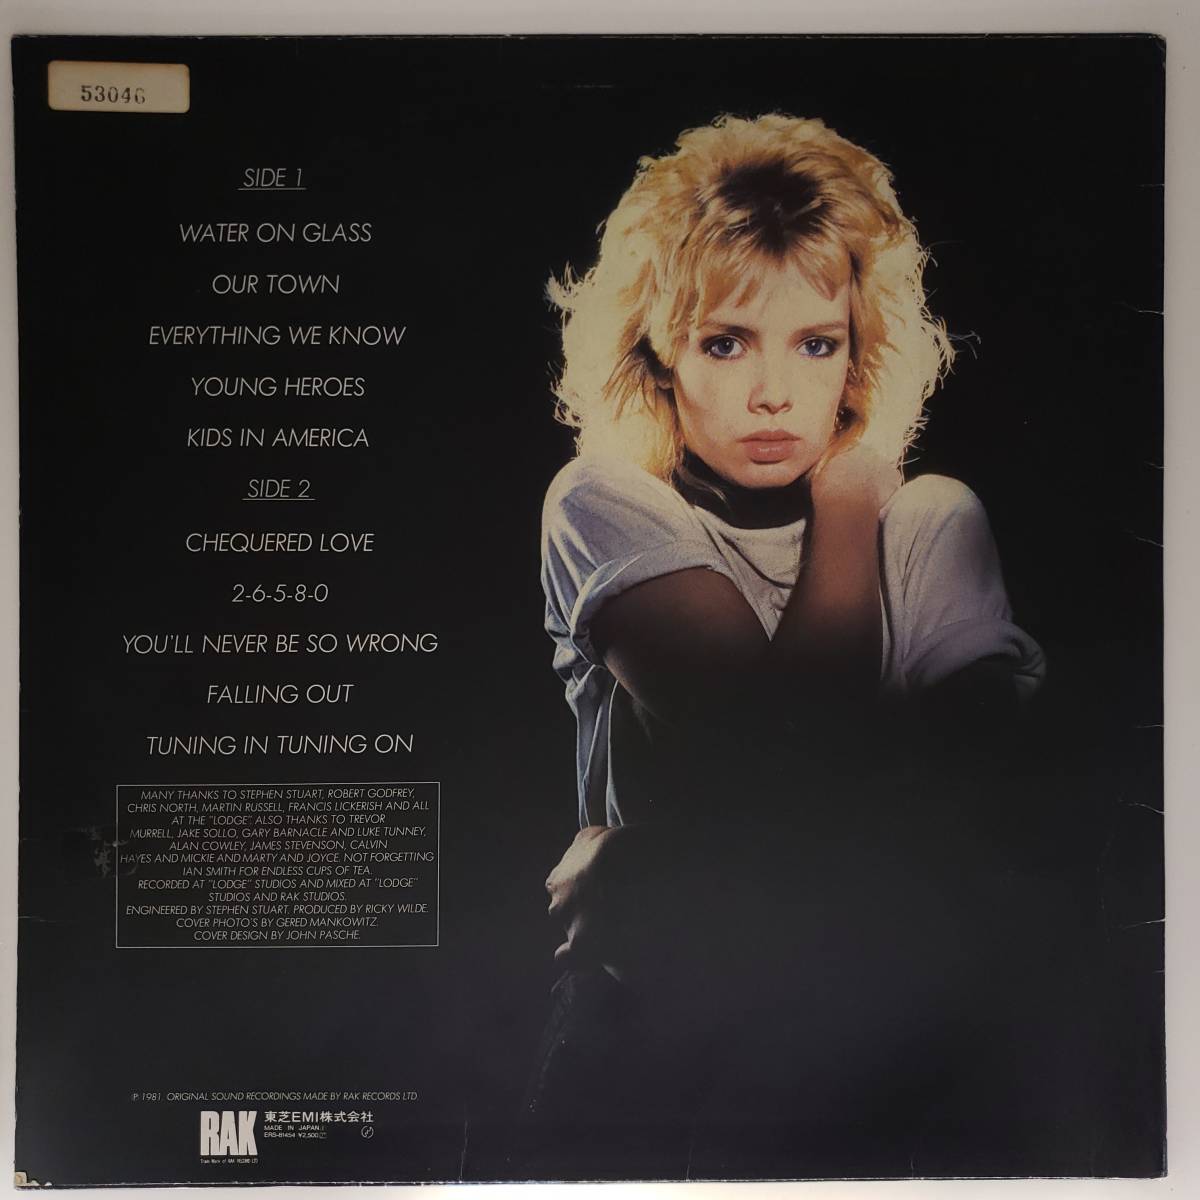 53046
SIDE 1
WATER ON GLASS
OUR TOWN
EVERYTHING WE KNOW
YOUNG HEROES
KIDS IN AMERICA
SIDE 2
CHEQUERED LOVE
2-6-5-8-0
YOU'LL NEVER BE SO WRONG
FALLING OUT
TUNING IN TUNING ON
MANY THANKS TO STEPHEN STUART, ROBERT GODFREY,
CHRIS NORTH, MARTIN RUSSELL, FRANCIS LICKERISH AND ALL
AT THE "LODGE". ALSO THANKS TO TREVOR
MURRELL, JAKE SOLLO, GARY BARNACLE AND LUKE TUNNEY,
ALAN COWLEY, JAMES STEVENSON, CALVIN
HAYES AND MICKIE AND MARTY AND JOYCE. NOT FORGETTING
IAN SMITH FOR ENDLESS CUPS OF TEA.
RECORDED AT "LODGE" STUDIOS AND MIXED AT "LODGE"
STUDIOS AND RAK STUDIOS.
ENGINEERED BY STEPHEN STUART. PRODUCED BY RICKY WILDE.
COVER PHOTO'S BY GERED MANKOWITZ.
COVER DESIGN BY JOHN PASCHE.
℗ 1981. ORIGINAL SOUND RECORDINGS MADE BY RAK RECORDS LTD.
RAK
東芝EMI株式会社
MADE IN JAPAN
ERS-81454 ¥2,500
Trade Mark of RAK RECORDS LTD